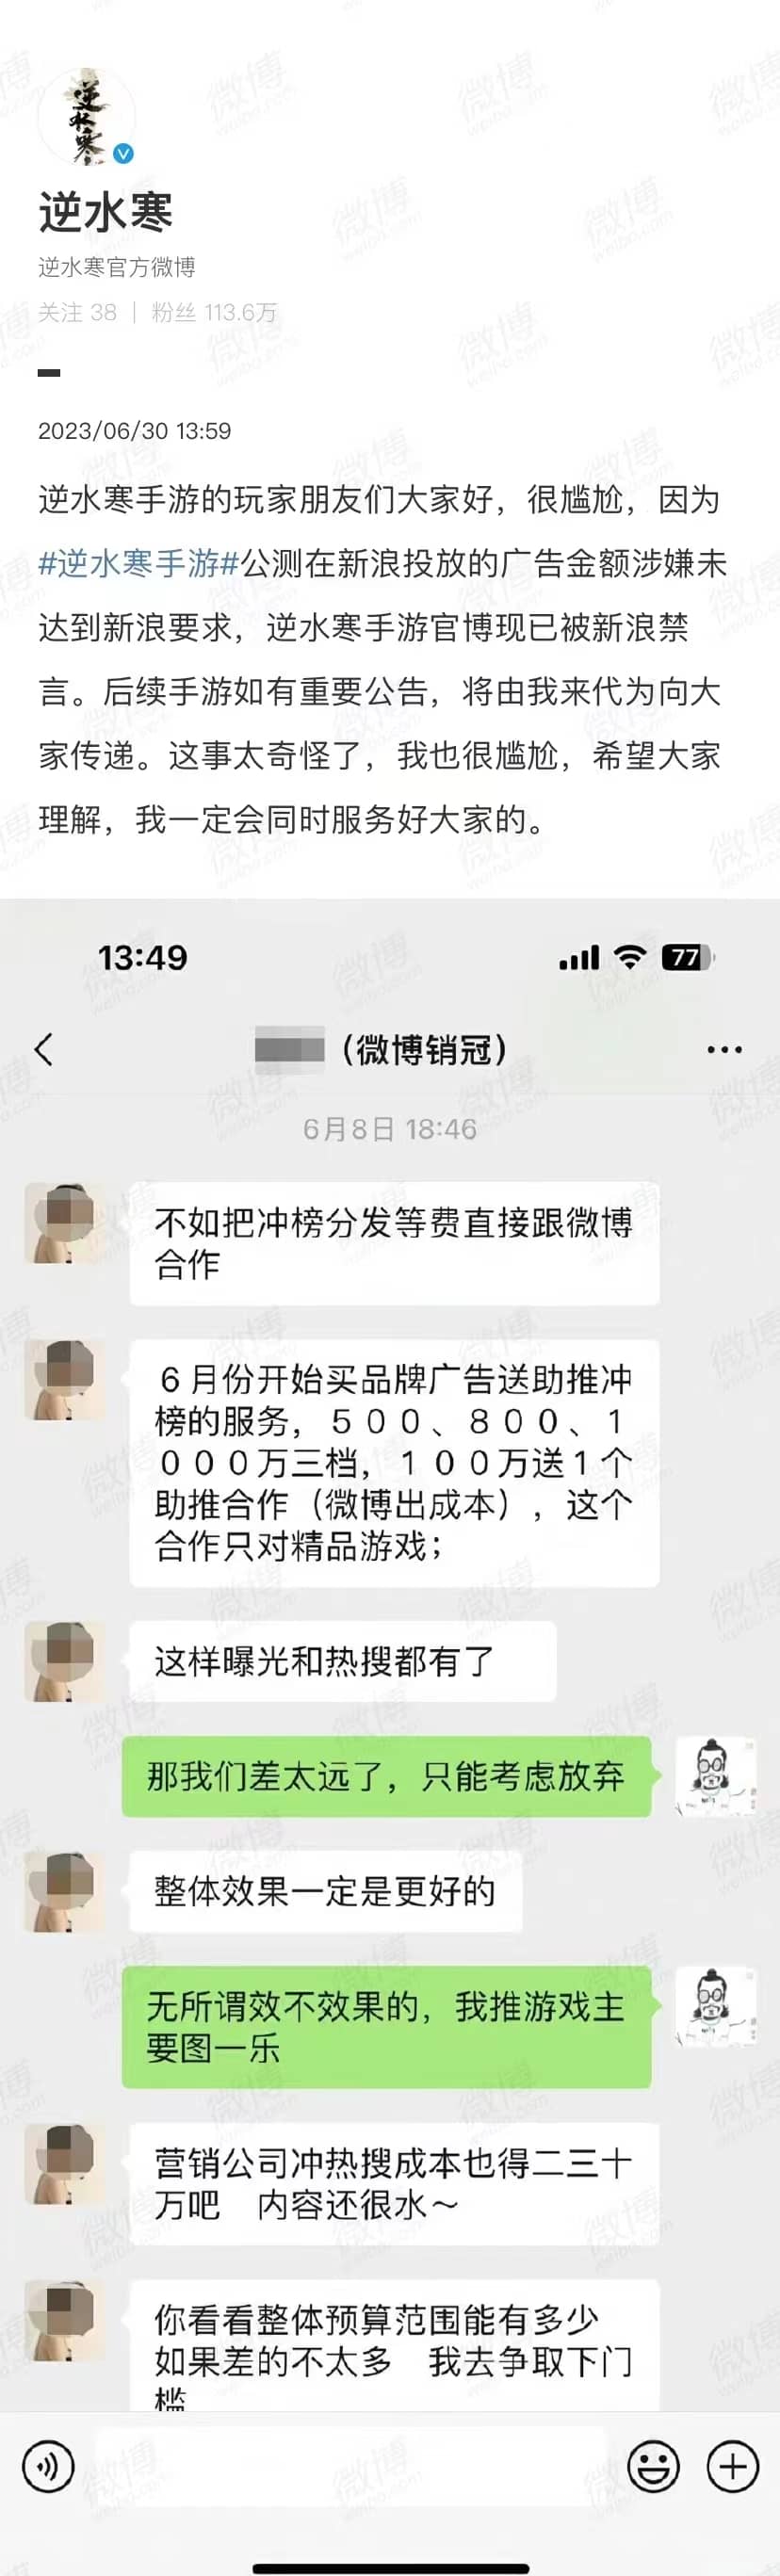 逆水寒
逆水寒
逆水寒官方微博
关注 38 | 粉丝 113.6万
2023/06/30 13:59
逆水寒手游的玩家朋友们大家好，很尴尬，因为
#逆水寒手游#公测在新浪投放的广告金额涉嫌未
达到新浪要求，逆水寒手游官博现已被新浪禁
言。后续手游如有重要公告，将由我来代为向大
家传递。这事太奇怪了，我也很尴尬，希望大家
理解，我一定会同时服务好大家的。
13:49 77
（微博销冠）
6月8日 18:46
不如把冲榜分发等费直接跟微博
合作
６月份开始买品牌广告送助推冲
榜的服务，５００、８００、１
０００万三档，１００万送１个
助推合作（微博出成本），这个
合作只对精品游戏；
这样曝光和热搜都有了
那我们差太远了，只能考虑放弃
整体效果一定是更好的
无所谓效不效果的，我推游戏主
要图一乐
营销公司冲热搜成本也得二三十
万吧　内容还很水～
你看看整体预算范围能有多少
如果差的不太多　我去争取下门
槛
微博
weibo.com